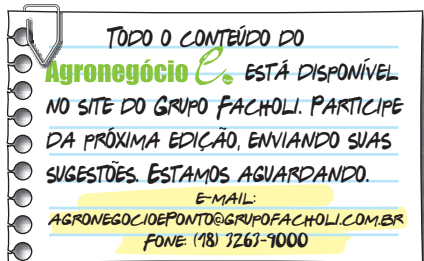 TODO O CONTEÚDO DO
Agronegócio e. ESTÁ DISPONÍVEL
NO SITE DO GRUPO FACHOLI. PARTICIPE
DA PRÓXIMA EDIÇÃO, ENVIANDO SUAS
SUGESTÕES. ESTAMOS AGUARDANDO.
E-MAIL:
AGRONEGOCIOEPONTO@GRUPOFACHOLI.COM.BR
FONE: (18) 3263-9000